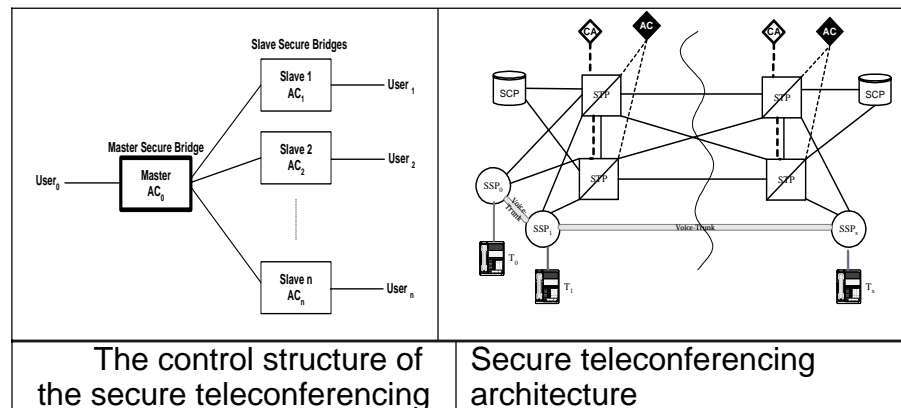 Slave Secure Bridges
Slave 1
AC1
User 1
Master Secure Bridge
Slave 2
AC2
User 2
User0
Master
AC0
Slave n
ACn
User n
CA
AC
CA
AC
SCP
STP
STP
SCP
STP
STP
SSP0
Voice-
Trunk
SSP1
Voice-Trunk
SSPx
T0
T1
Tx
The control structure of
the secure teleconferencing
Secure teleconferencing
architecture